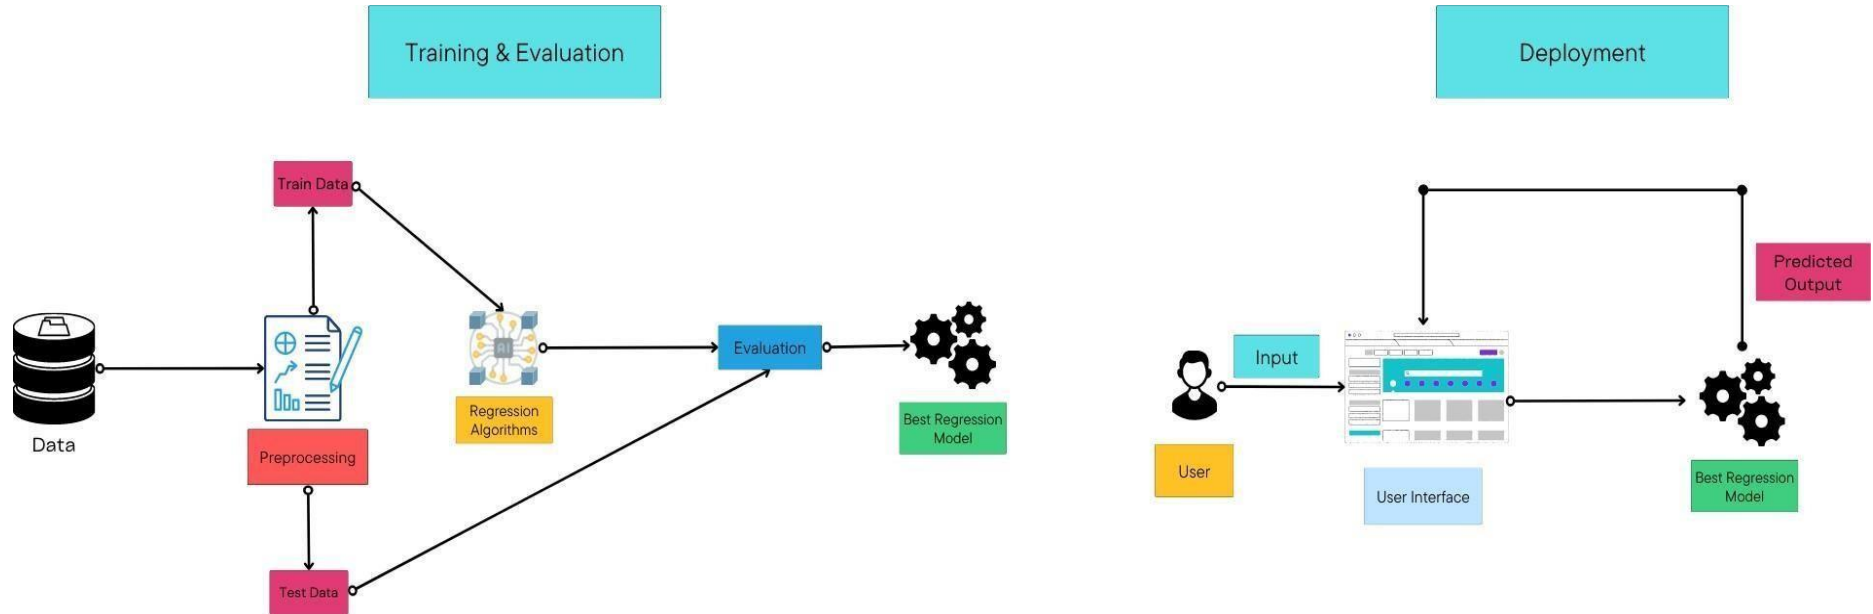 Training & Evaluation
Deployment
Train Data
Data
Preprocessing
Test Data
AI
Regression
Algorithms
Evaluation
Best Regression
Model
Input
User
User Interface
Predicted
Output
Best Regression
Model